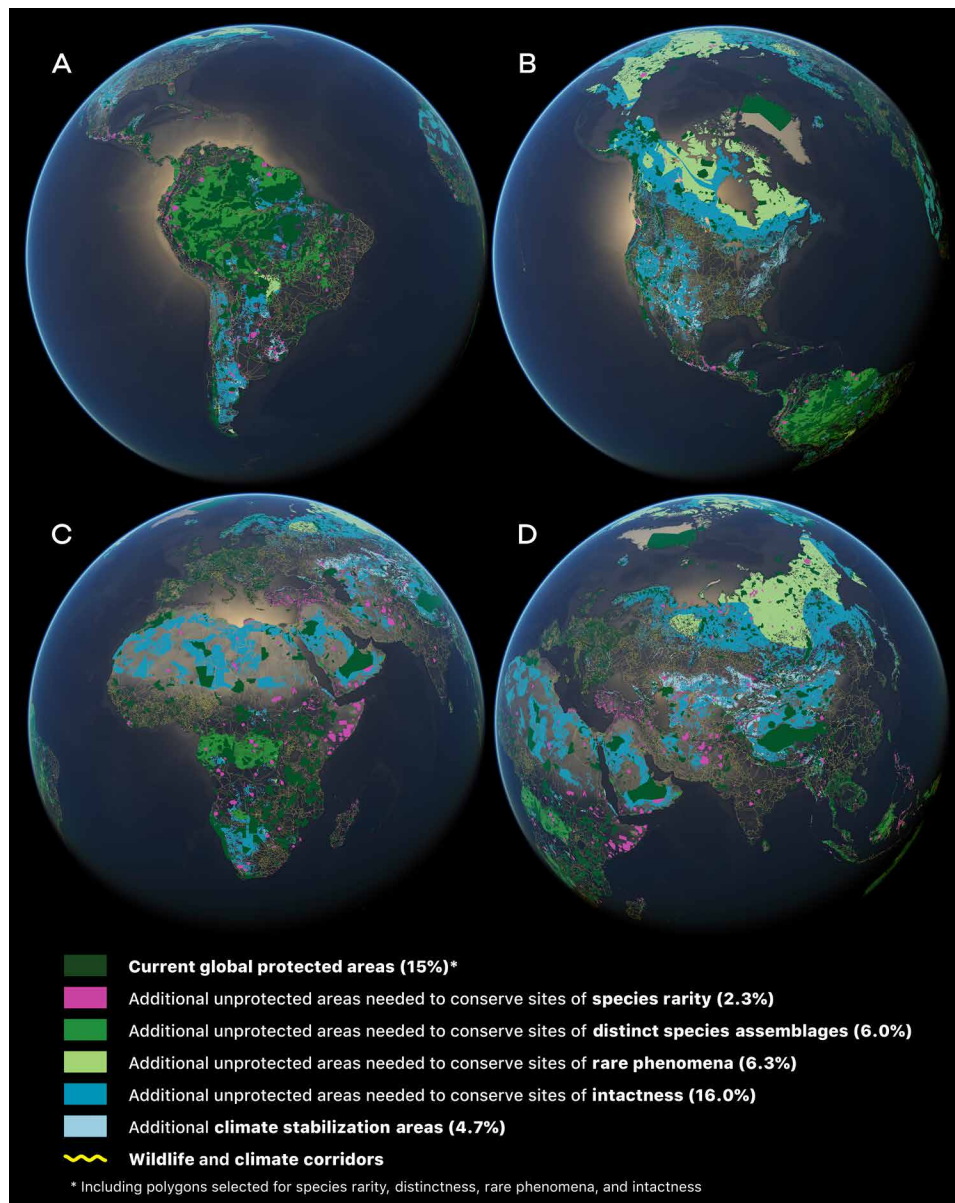 A
B
C
D
Current global protected areas (15%)*
Additional unprotected areas needed to conserve sites of species rarity (2.3%)
Additional unprotected areas needed to conserve sites of distinct species assemblages (6.0%)
Additional unprotected areas needed to conserve sites of rare phenomena (6.3%)
Additional unprotected areas needed to conserve sites of intactness (16.0%)
Additional climate stabilization areas (4.7%)
Wildlife and climate corridors
* Including polygons selected for species rarity, distinctness, rare phenomena, and intactness